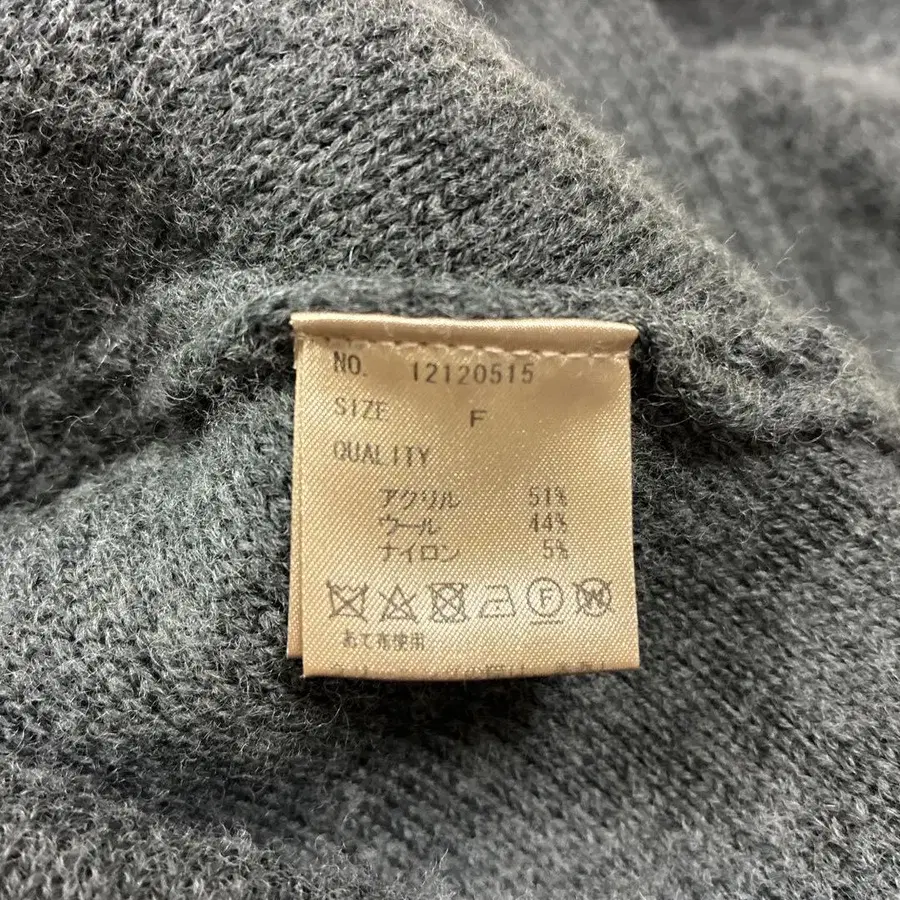 NO. 12120515
SIZE F
QUALITY
アクリル 51%
ウール 44%
ナイロン 5%
F W
あて布使用